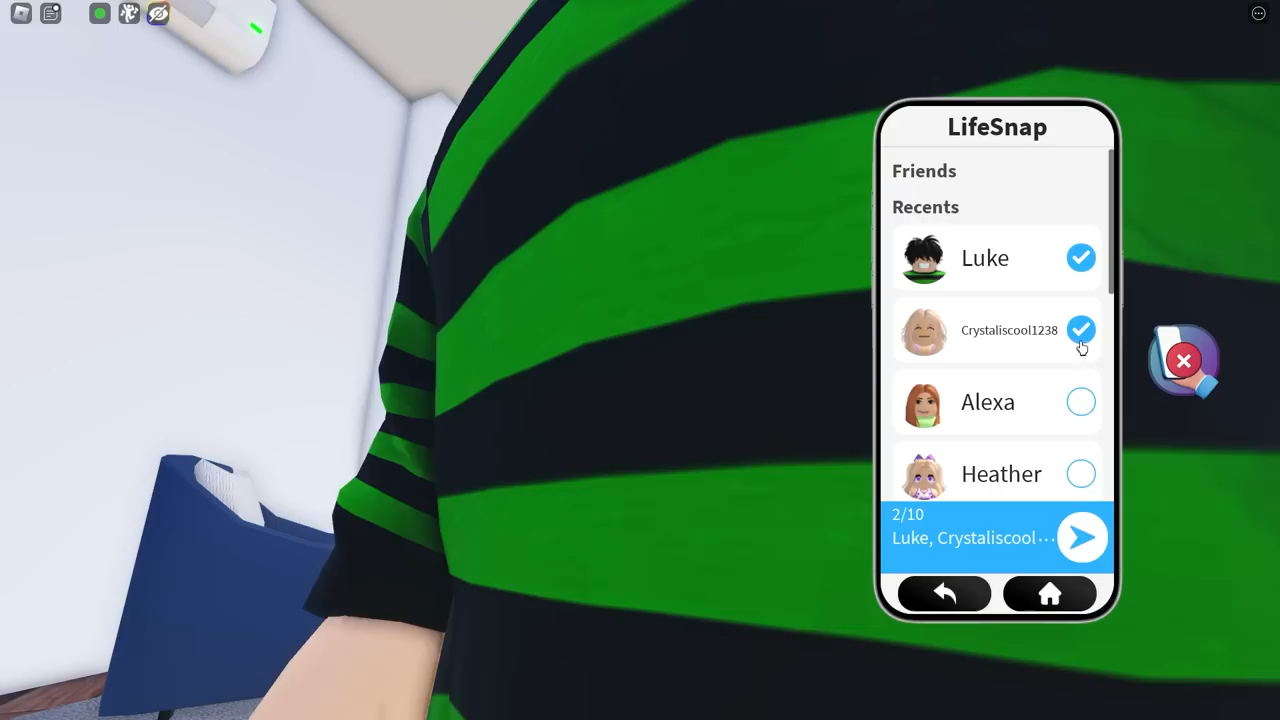 LifeSnap
Friends
Recents
Luke
Crystaliscool1238
Alexa
Heather
2/10
Luke, Crystaliscool···